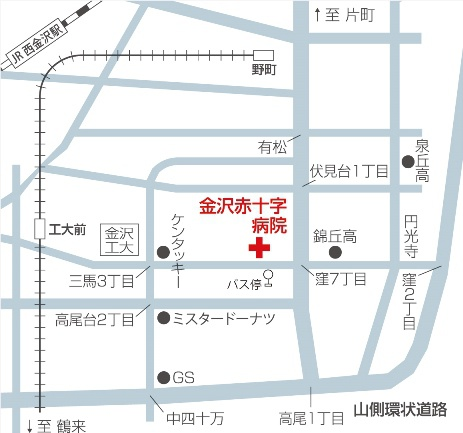 ↑至 片町
JR 西金沢駅
野町
有松
泉丘高
伏見台1丁目
金沢赤十字
病院
工大前
金沢
工大
ケンタッキー
錦丘高
円光寺
三馬3丁目
バス停
窪7丁目
窪2丁目
高尾台2丁目
ミスタードーナツ
GS
山側環状道路
↓至 鶴来
中四十万
高尾1丁目